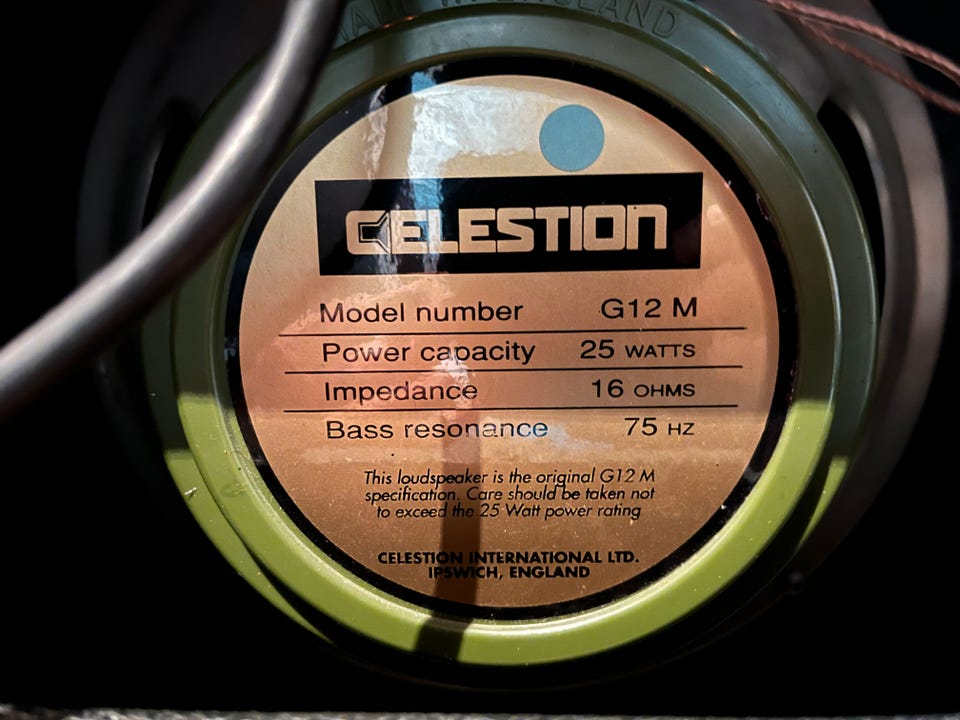 IN ENGLAND
CELESTION
Model number G12 M
Power capacity 25 WATTS
Impedance 16 OHMS
Bass resonance 75 HZ
This loudspeaker is the original G12 M
specification. Care should be taken not
to exceed the 25 Watt power rating
CELESTION INTERNATIONAL LTD.
IPSWICH, ENGLAND